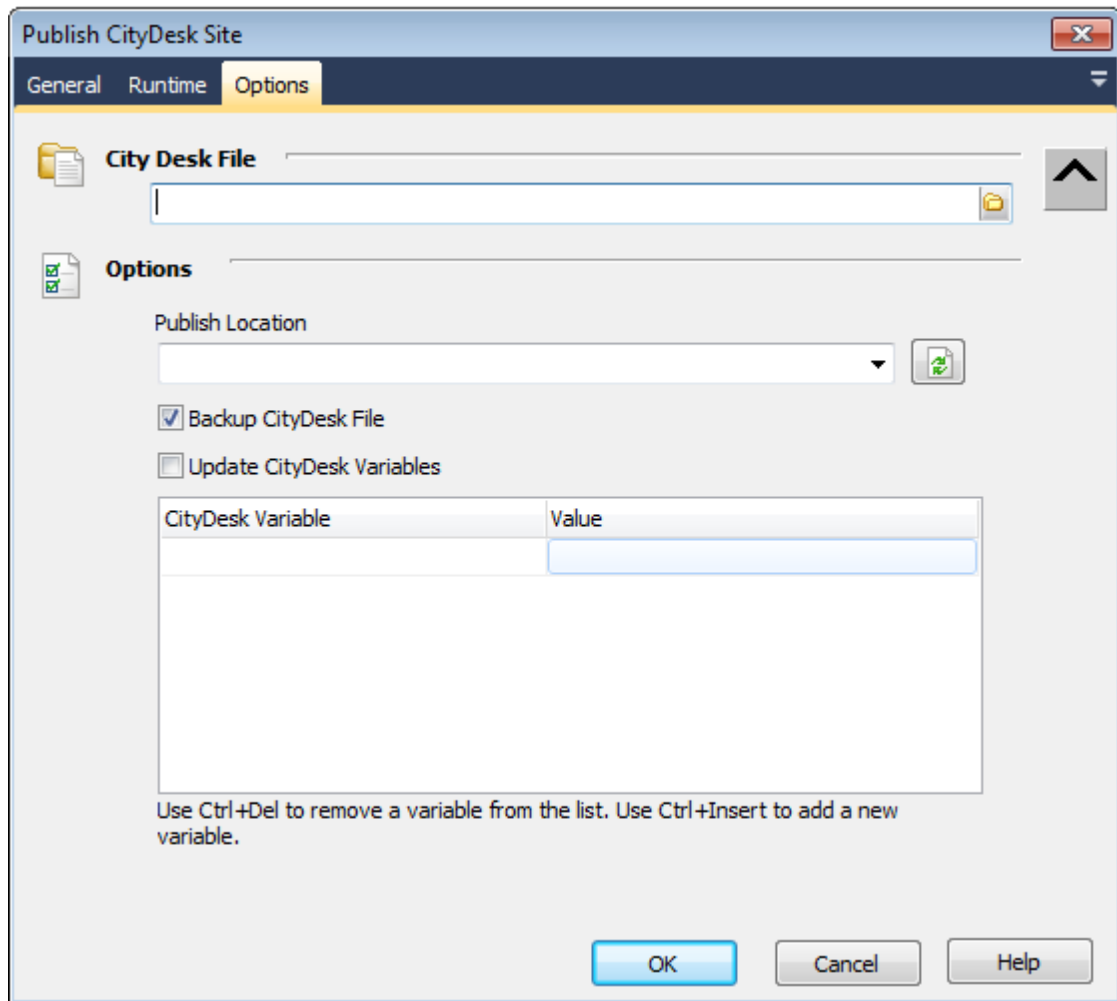 Publish CityDesk Site
General Runtime Options
City Desk File
Options
Publish Location
Backup CityDesk File
Update CityDesk Variables
CityDesk Variable Value
Use Ctrl+Del to remove a variable from the list. Use Ctrl+Insert to add a new
variable.
OK Cancel Help